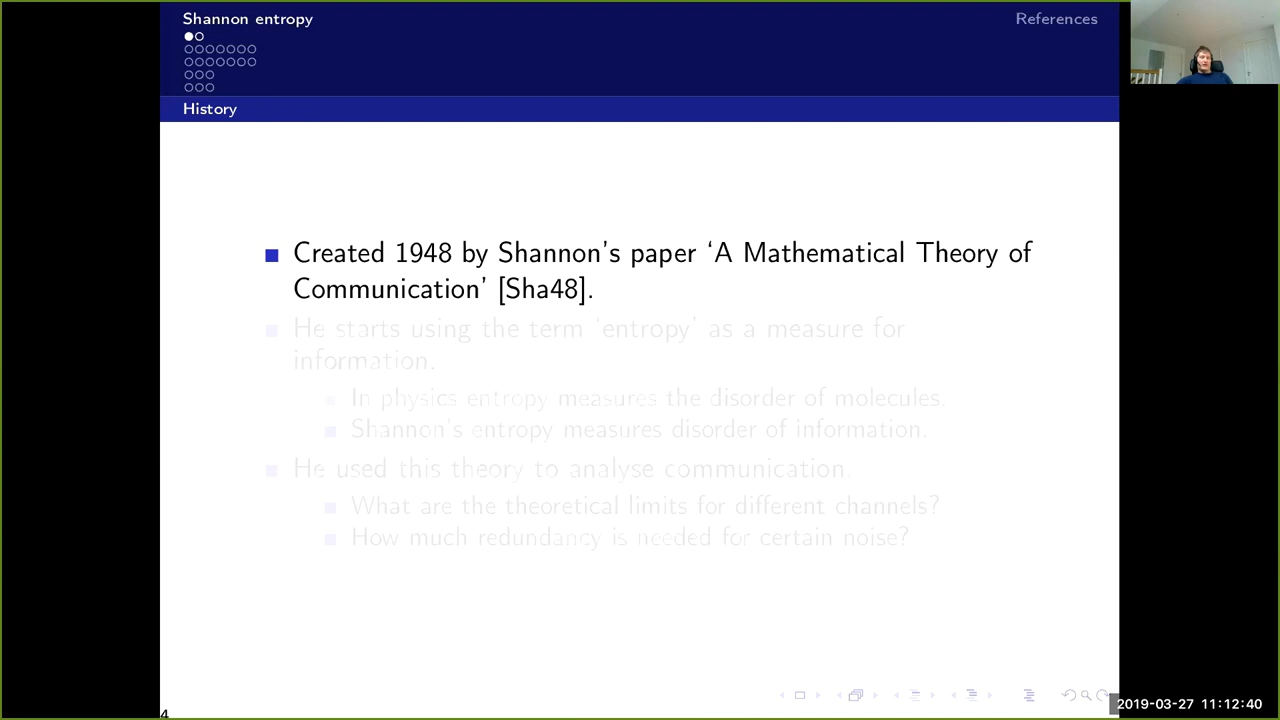 Shannon entropy
References
History
Created 1948 by Shannon's paper ‘A Mathematical Theory of
Communication’ [Sha48].
He starts using the term ‘entropy’ as a measure for
information.
In physics entropy measures the disorder of molecules.
Shannon's entropy measures disorder of information.
He used this theory to analyse communication.
What are the theoretical limits for different channels?
How much redundancy is needed for certain noise?
4
2019-03-27 11:12:40